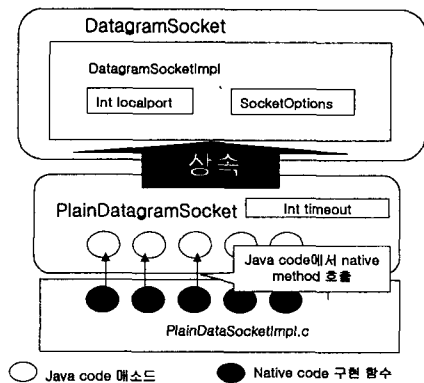 DatagramSocket
DatagramSocketImpl
Int localport
SocketOptions
상속
PlainDatagramSocket
Int timeout
Java code에서 native
method 호출
PlainDataSocketImpl.c
Java code 매소드
Native code 구현 함수